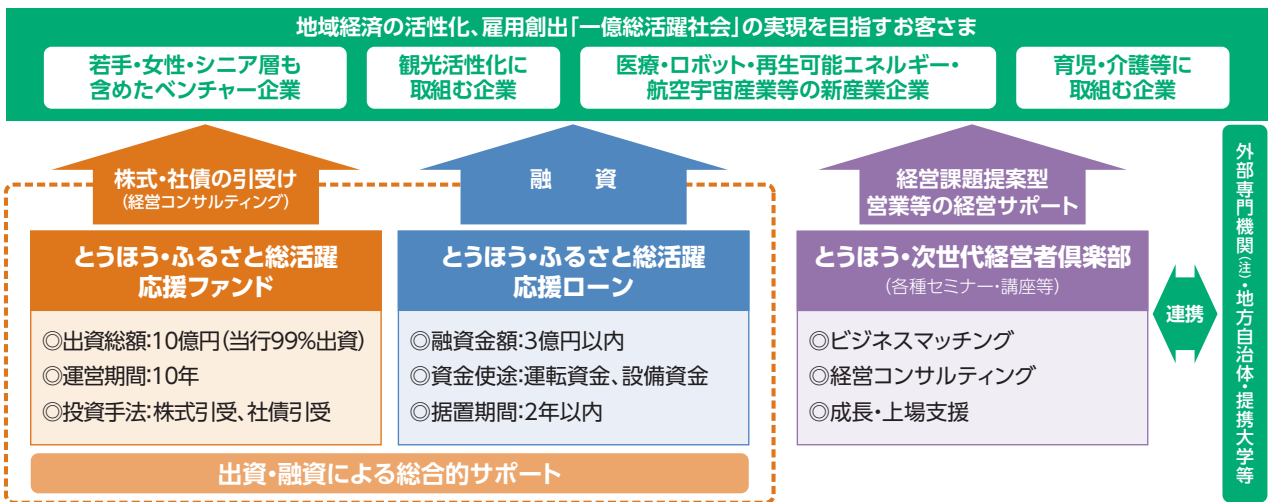 地域経済の活性化、雇用創出「一億総活躍社会」の実現を目指すお客さま
若手・女性・シニア層も
含めたベンチャー企業
観光活性化に
取組む企業
医療・ロボット・再生可能エネルギー・
航空宇宙産業等の新産業企業
育児・介護等に
取組む企業
株式・社債の引受け
(経営コンサルティング)
融　資
経営課題提案型
営業等の経営サポート
とうほう・ふるさと総活躍
応援ファンド
◎出資総額:10億円(当行99%出資)
◎運営期間:10年
◎投資手法:株式引受、社債引受
とうほう・ふるさと総活躍
応援ローン
◎融資金額:3億円以内
◎資金使途:運転資金、設備資金
◎据置期間:2年以内
出資・融資による総合的サポート
とうほう・次世代経営者倶楽部
(各種セミナー・講座等)
◎ビジネスマッチング
◎経営コンサルティング
◎成長・上場支援
連携
外部専門機関(注)・地方自治体・提携大学等